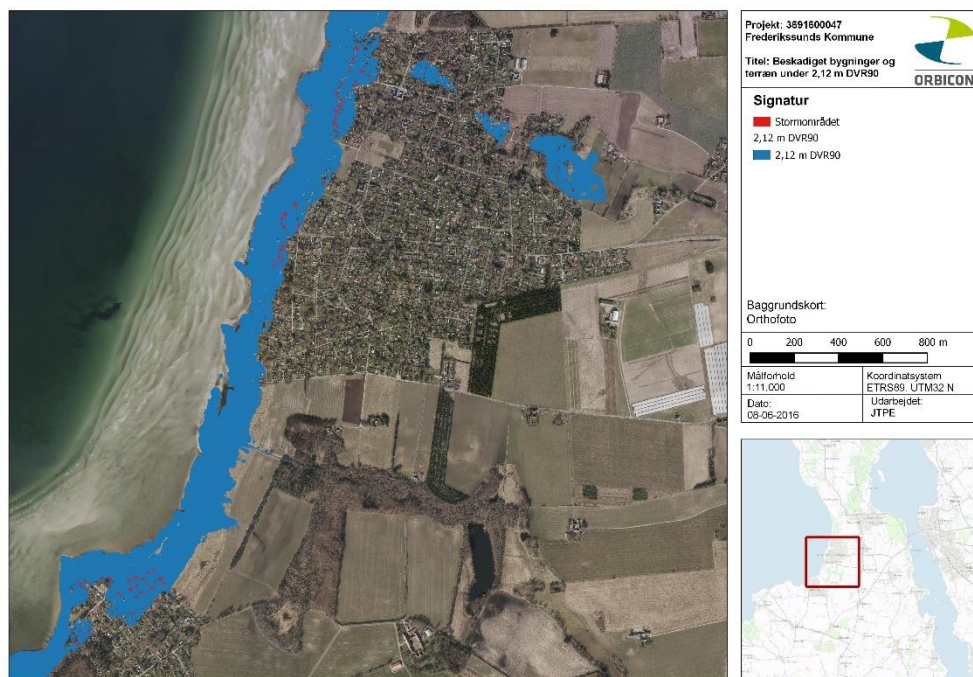 Projekt: 3691600047
Frederikssunds Kommune
Titel: Beskadiget bygninger og
terræn under 2,12 m DVR90
ORBICON
Signatur
Stormområdet
2,12 m DVR90
2,12 m DVR90
Baggrundskort:
Orthofoto
0 200 400 600 800 m
Målforhold
1:11.000
Koordinatsystem
ETRS89. UTM32 N
Dato:
08-06-2016
Udarbejdet:
JTPE